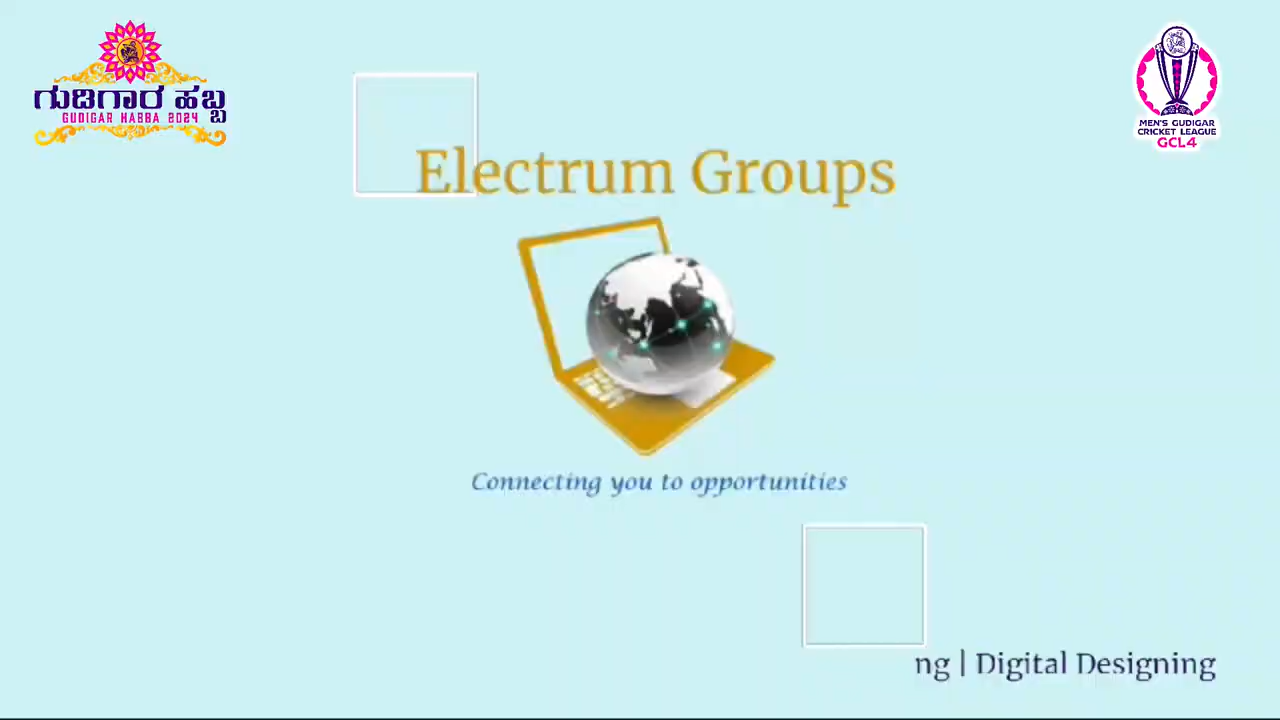 ಗುಡಿಗಾರ ಹಬ್ಬ
GUDIGAR HABBA 2024
MEN'S GUDIGAR
CRICKET LEAGUE
GCL4
Electrum Groups
Connecting you to opportunities
ng | Digital Designing